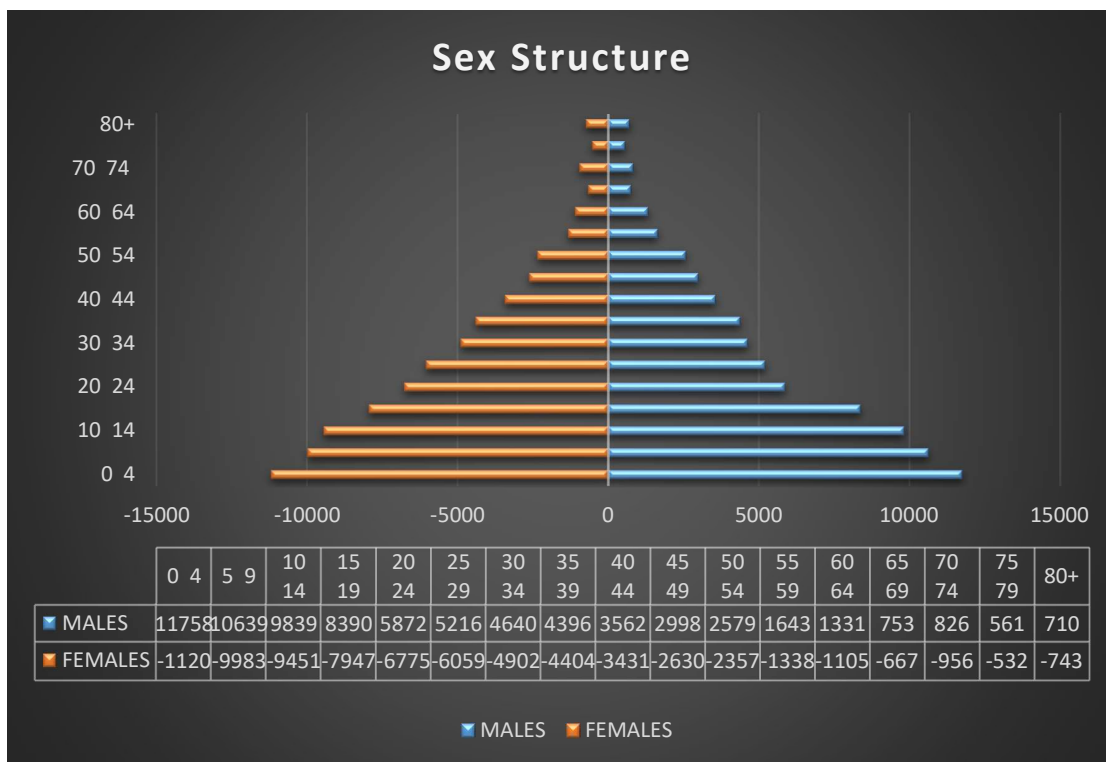 Sex Structure
80+
70 74
60 64
50 54
40 44
30 34
20 24
10 14
0 4
-15000 -10000 -5000 0 5000 10000 15000
0 4 5 9 10 14 15 19 20 24 25 29 30 34 35 39 40 44 45 49 50 54 55 59 60 64 65 69 70 74 75 79 80+
MALES 11758 10639 9839 8390 5872 5216 4640 4396 3562 2998 2579 1643 1331 753 826 561 710
FEMALES -1120 -9983 -9451 -7947 -6775 -6059 -4902 -4404 -3431 -2630 -2357 -1338 -1105 -667 -956 -532 -743
MALES FEMALES